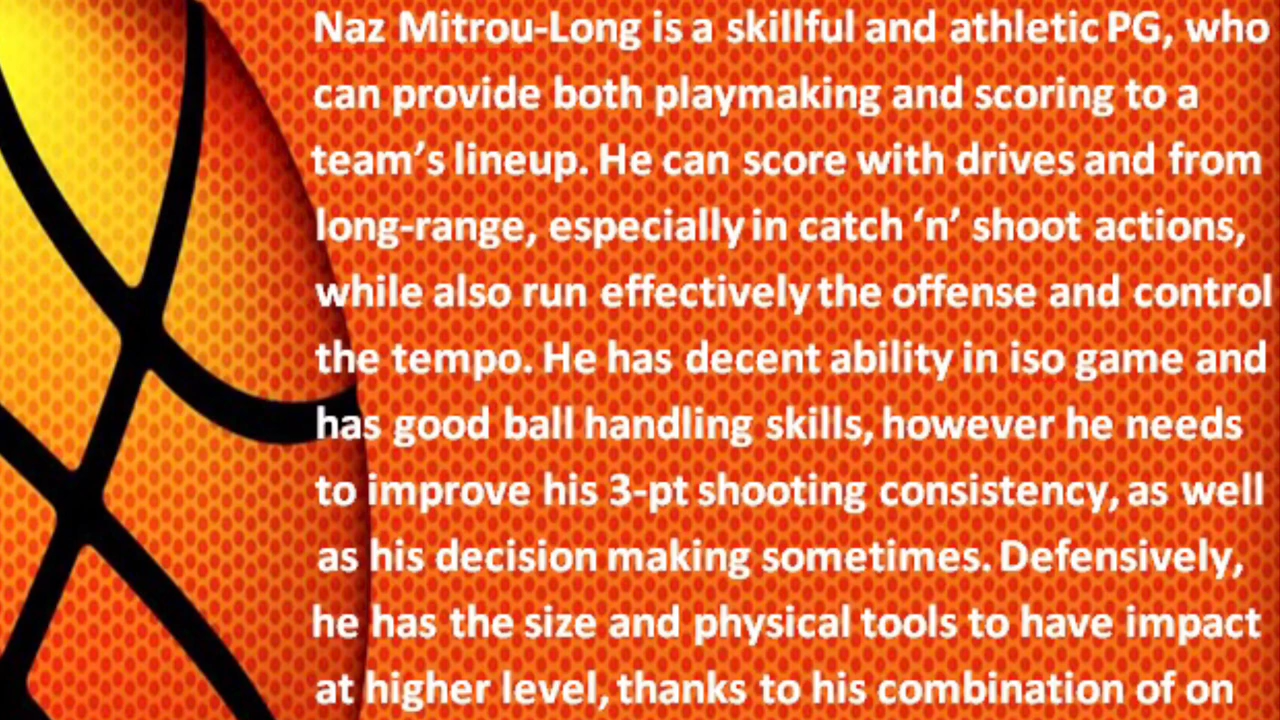 Naz Mitrou-Long is a skillful and athletic PG, who
can provide both playmaking and scoring to a
team’s lineup. He can score with drives and from
long-range, especially in catch ‘n’ shoot actions,
while also run effectively the offense and control
the tempo. He has decent ability in iso game and
has good ball handling skills, however he needs
to improve his 3-pt shooting consistency, as well
as his decision making sometimes. Defensively,
he has the size and physical tools to have impact
at higher level, thanks to his combination of on